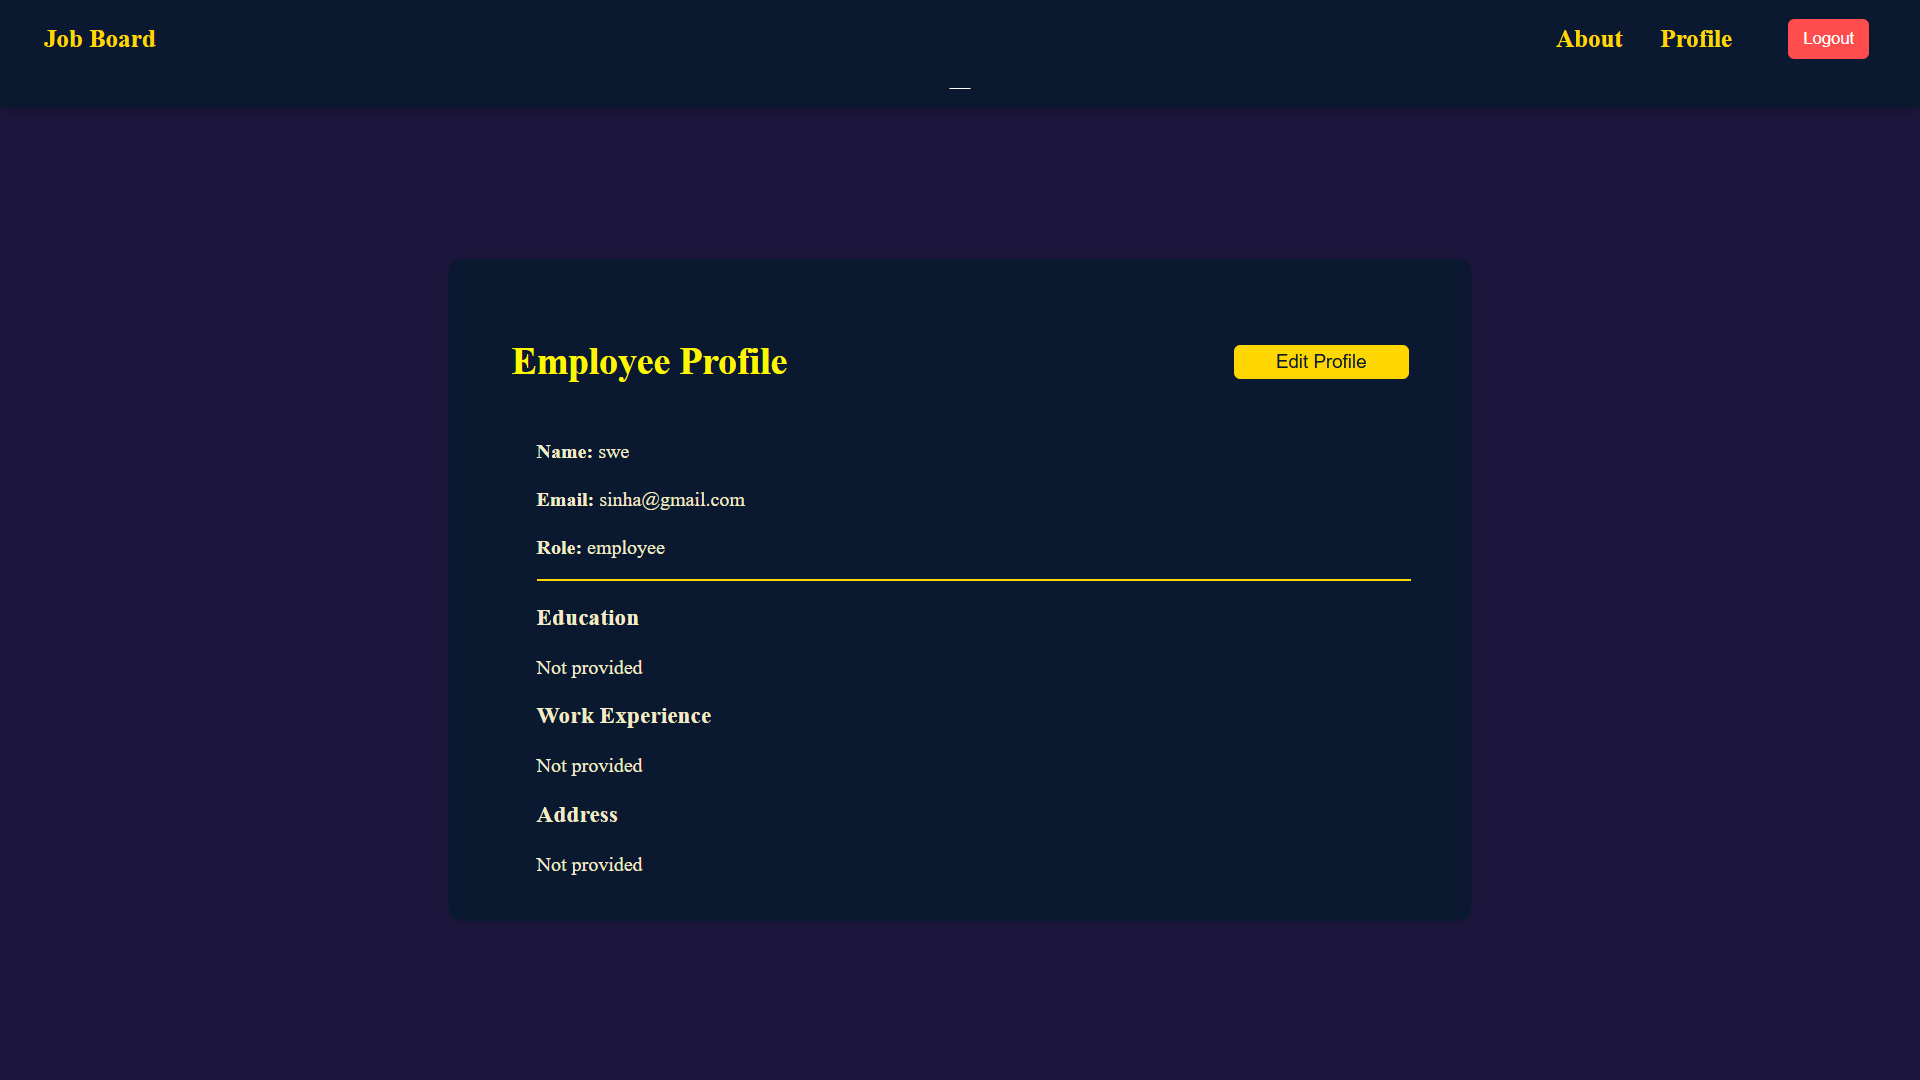 Job Board
About
Profile
Logout
Employee Profile
Edit Profile
Name: swe
Email: sinha@gmail.com
Role: employee
Education
Not provided
Work Experience
Not provided
Address
Not provided